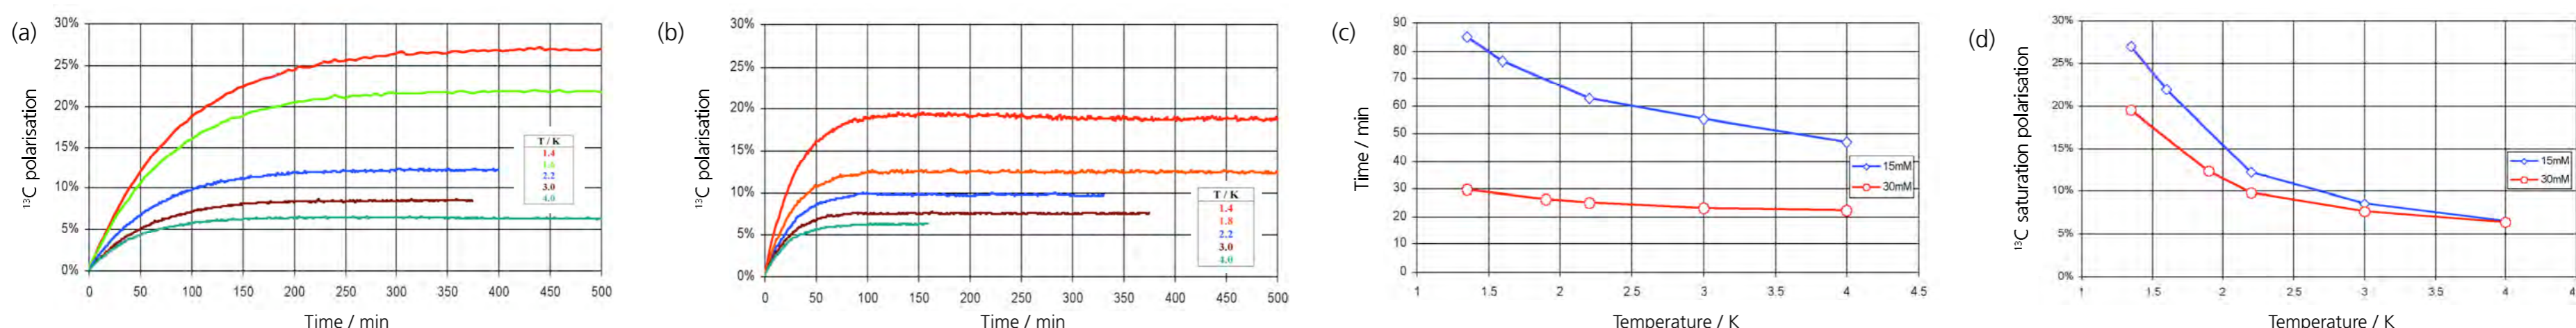 (a)
¹³C polarisation
30%
25%
20%
15%
10%
5%
0%
0 50 100 150 200 250 300 350 400 450 500
Time / min
T / K
1.4
1.6
2.2
3.0
4.0
(b)
¹³C polarisation
30%
25%
20%
15%
10%
5%
0%
0 50 100 150 200 250 300 350 400 450 500
Time / min
T / K
1.4
1.8
2.2
3.0
4.0
(c)
Time / min
90
80
70
60
50
40
30
20
10
0
1 1.5 2 2.5 3 3.5 4 4.5
Temperature / K
15mM
30mM
(d)
¹³C saturation polarisation
30%
25%
20%
15%
10%
5%
0%
1 1.5 2 2.5 3 3.5 4
Temperature / K
15mM
30mM